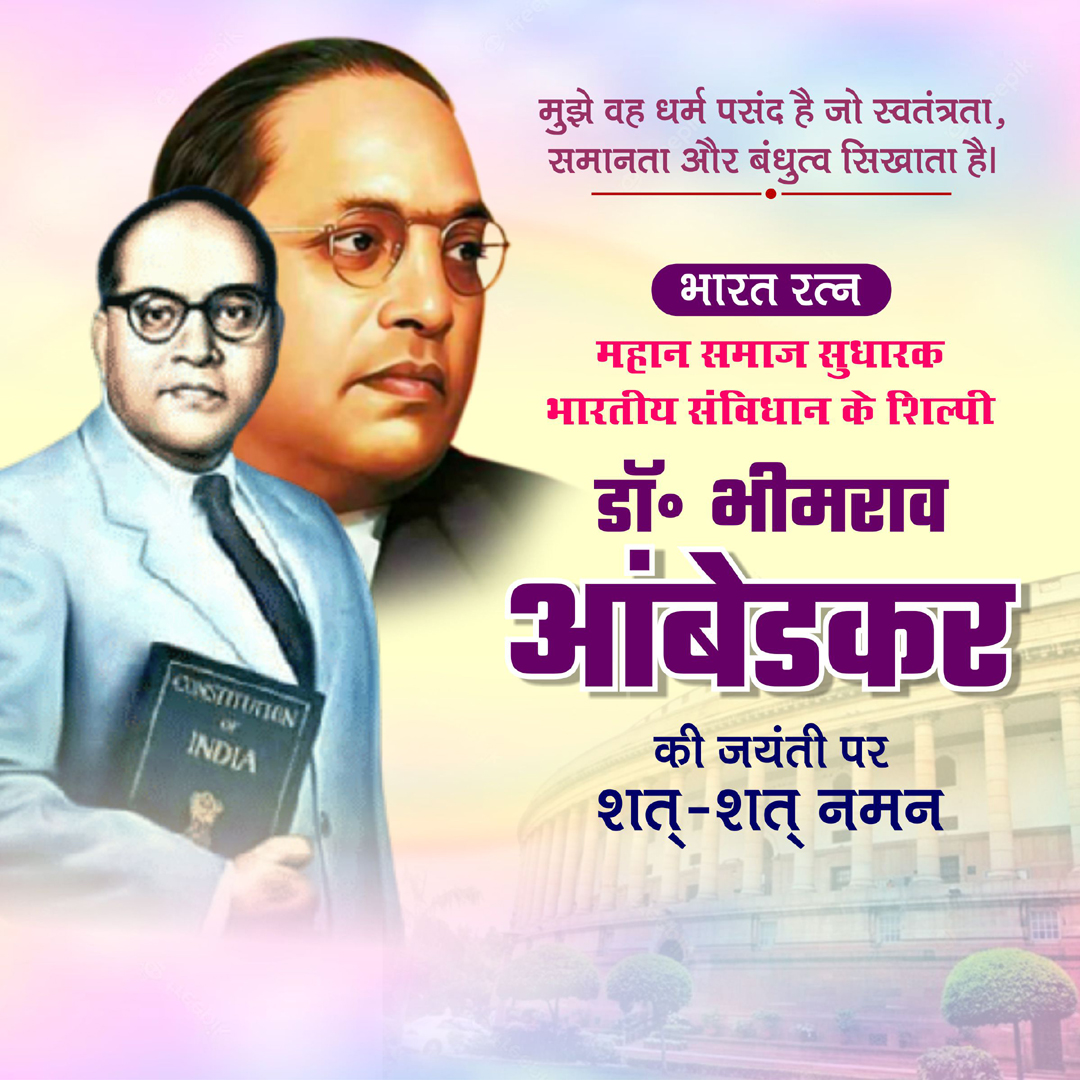 मुझे वह धर्म पसंद है जो स्वतंत्रता,
समानता और बंधुत्व सिखाता है।
भारत रत्न
महान समाज सुधारक
भारतीय संविधान के शिल्पी
डॉ॰ भीमराव
आंबेडकर
की जयंती पर
शत्-शत् नमन
CONSTITUTION
OF
INDIA